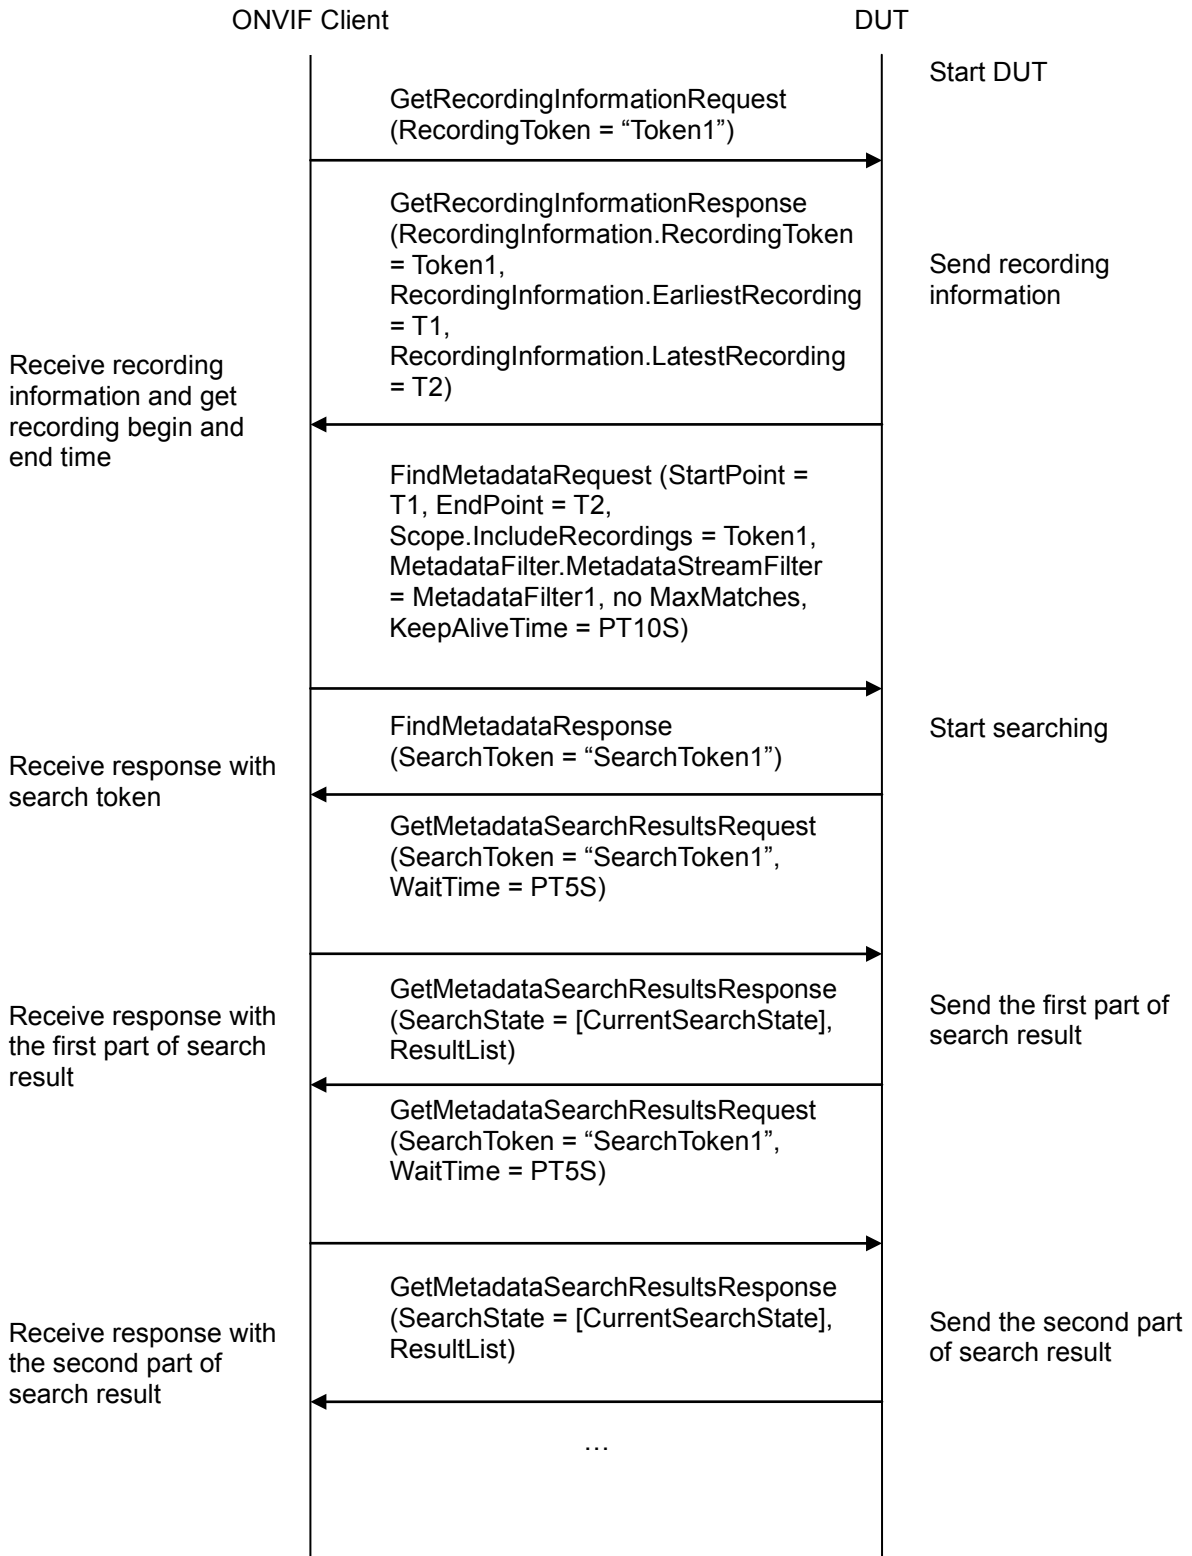 ONVIF Client
DUT
Start DUT
GetRecordingInformationRequest
(RecordingToken = “Token1”)
GetRecordingInformationResponse
(RecordingInformation.RecordingToken
= Token1,
RecordingInformation.EarliestRecording
= T1,
RecordingInformation.LatestRecording
= T2)
Send recording
information
Receive recording
information and get
recording begin and
end time
FindMetadataRequest (StartPoint =
T1, EndPoint = T2,
Scope.IncludeRecordings = Token1,
MetadataFilter.MetadataStreamFilter
= MetadataFilter1, no MaxMatches,
KeepAliveTime = PT10S)
Start searching
FindMetadataResponse
(SearchToken = “SearchToken1”)
Receive response with
search token
GetMetadataSearchResultsRequest
(SearchToken = “SearchToken1”,
WaitTime = PT5S)
GetMetadataSearchResultsResponse
(SearchState = [CurrentSearchState],
ResultList)
Send the first part of
search result
Receive response with
the first part of search
result
GetMetadataSearchResultsRequest
(SearchToken = “SearchToken1”,
WaitTime = PT5S)
GetMetadataSearchResultsResponse
(SearchState = [CurrentSearchState],
ResultList)
Send the second part
of search result
Receive response with
the second part of
search result
…